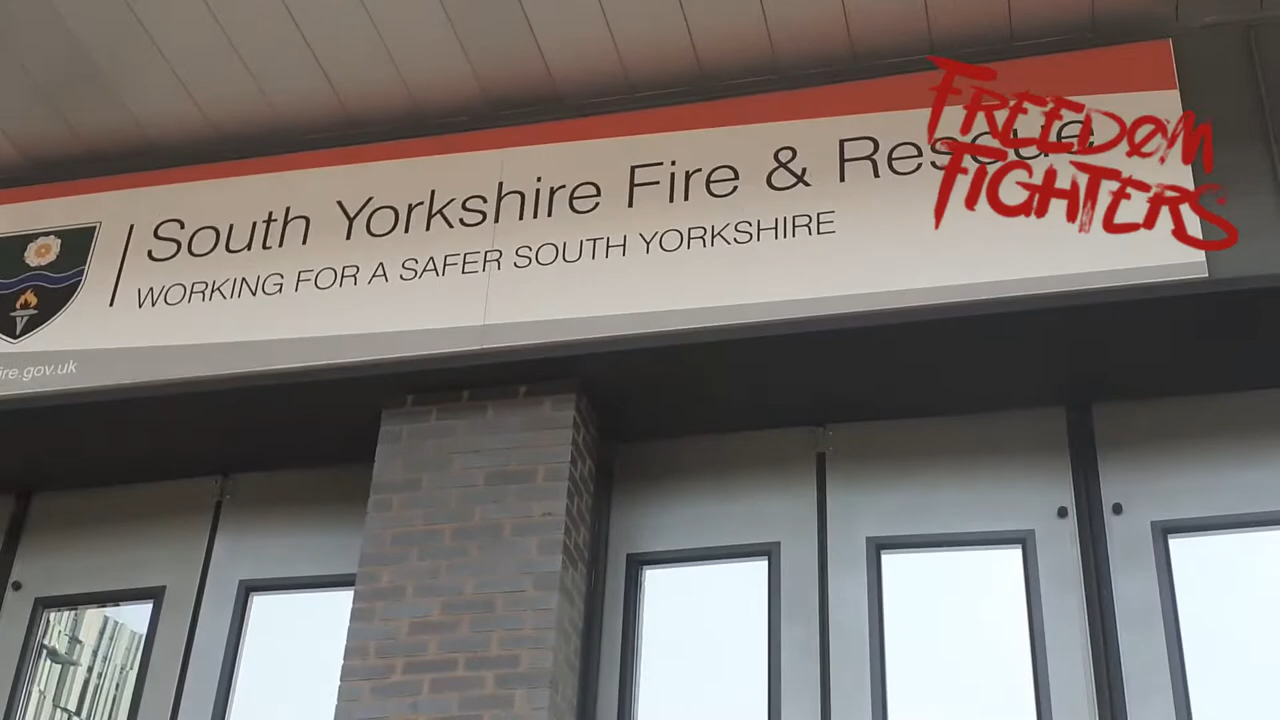 South Yorkshire Fire & Rescue
WORKING FOR A SAFER SOUTH YORKSHIRE
ire.gov.uk
FREEDOM
FIGHTERS